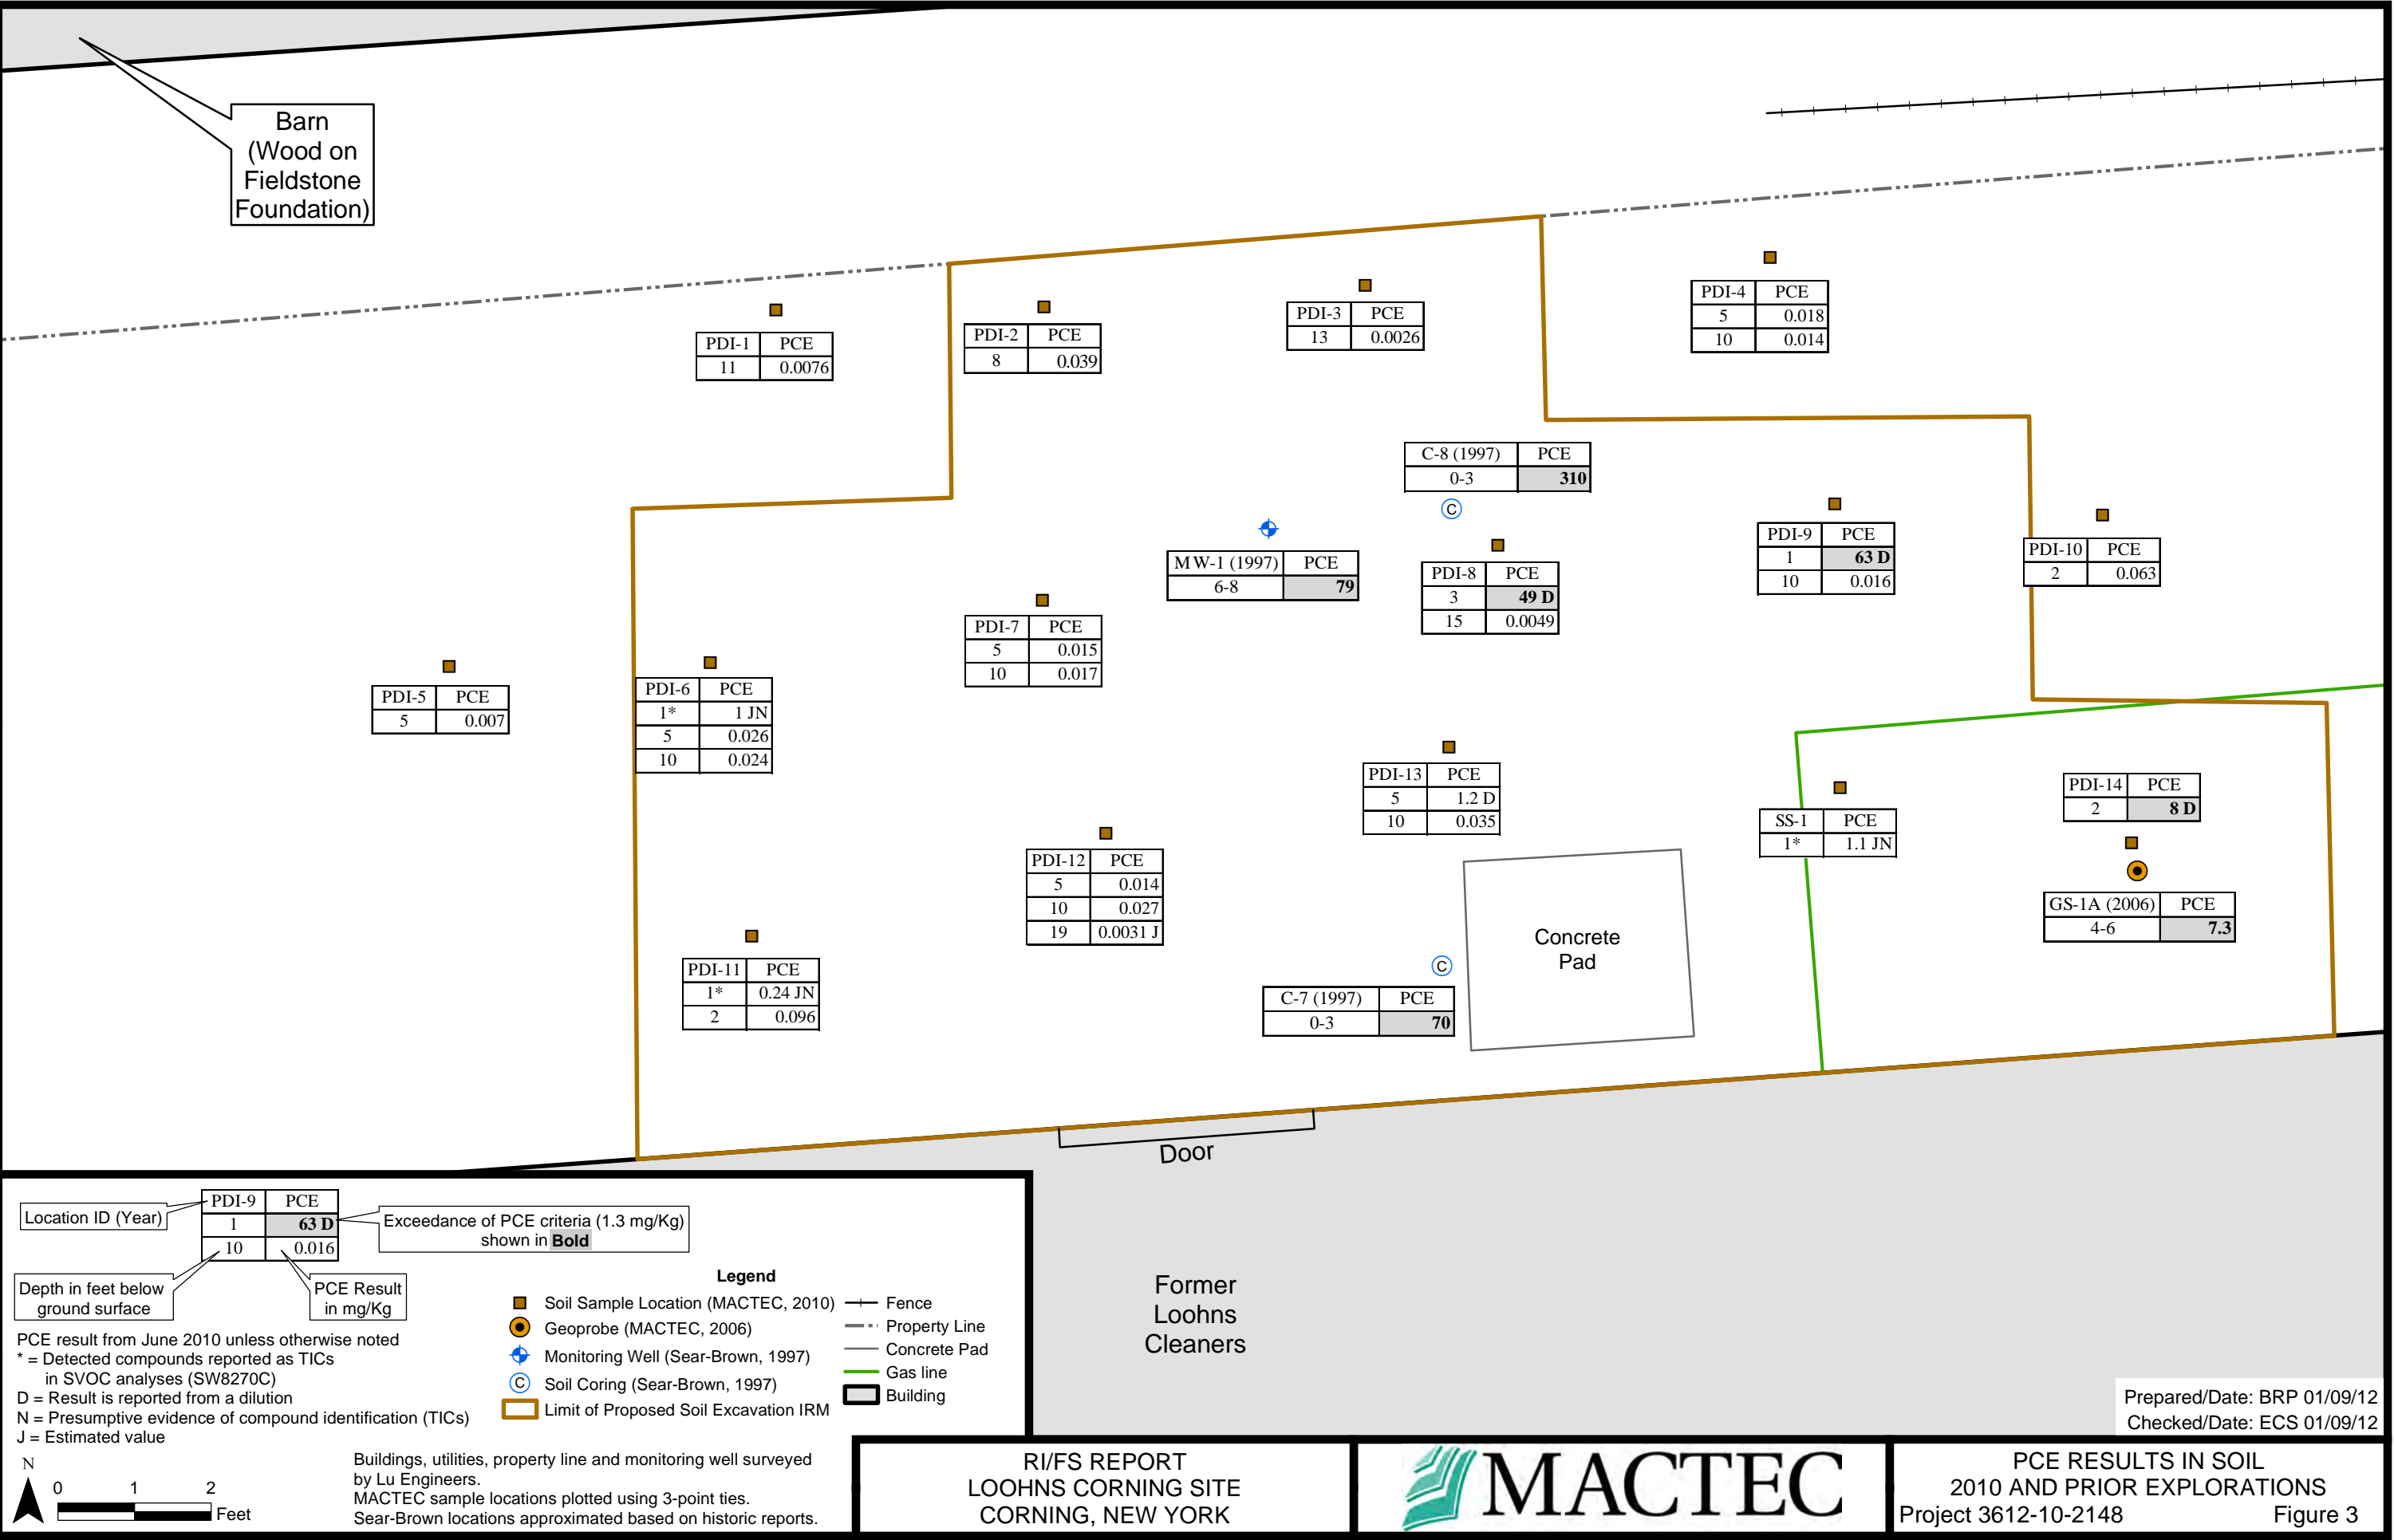 Barn
(Wood on
Fieldstone
Foundation)
PDI-1 PCE
11 0.0076
PDI-2 PCE
8 0.039
PDI-3 PCE
13 0.0026
PDI-4 PCE
5 0.018
10 0.014
C-8 (1997) PCE
0-3 310
C
MW-1 (1997) PCE
6-8 79
PDI-8 PCE
3 49 D
15 0.0049
PDI-9 PCE
1 63 D
10 0.016
PDI-10 PCE
2 0.063
PDI-5 PCE
5 0.007
PDI-6 PCE
1* 1 JN
5 0.026
10 0.024
PDI-7 PCE
5 0.015
10 0.017
PDI-13 PCE
5 1.2 D
10 0.035
SS-1 PCE
1* 1.1 JN
PDI-14 PCE
2 8 D
GS-1A (2006) PCE
4-6 7.3
PDI-12 PCE
5 0.014
10 0.027
19 0.0031 J
PDI-11 PCE
1* 0.24 JN
2 0.096
C
C-7 (1997) PCE
0-3 70
Concrete
Pad
Door
Former
Loohns
Cleaners
Location ID (Year)
PDI-9 PCE
1 63 D
10 0.016
Exceedance of PCE criteria (1.3 mg/Kg)
shown in Bold
Depth in feet below
ground surface
PCE Result
in mg/Kg
PCE result from June 2010 unless otherwise noted
* = Detected compounds reported as TICs
in SVOC analyses (SW8270C)
D = Result is reported from a dilution
N = Presumptive evidence of compound identification (TICs)
J = Estimated value
Legend
Soil Sample Location (MACTEC, 2010)
Geoprobe (MACTEC, 2006)
Monitoring Well (Sear-Brown, 1997)
C Soil Coring (Sear-Brown, 1997)
Limit of Proposed Soil Excavation IRM
Fence
Property Line
Concrete Pad
Gas line
Building
N
0 1 2
Feet
Buildings, utilities, property line and monitoring well surveyed
by Lu Engineers.
MACTEC sample locations plotted using 3-point ties.
Sear-Brown locations approximated based on historic reports.
Prepared/Date: BRP 01/09/12
Checked/Date: ECS 01/09/12
RI/FS REPORT
LOOHNS CORNING SITE
CORNING, NEW YORK
MACTEC
PCE RESULTS IN SOIL
2010 AND PRIOR EXPLORATIONS
Project 3612-10-2148 Figure 3